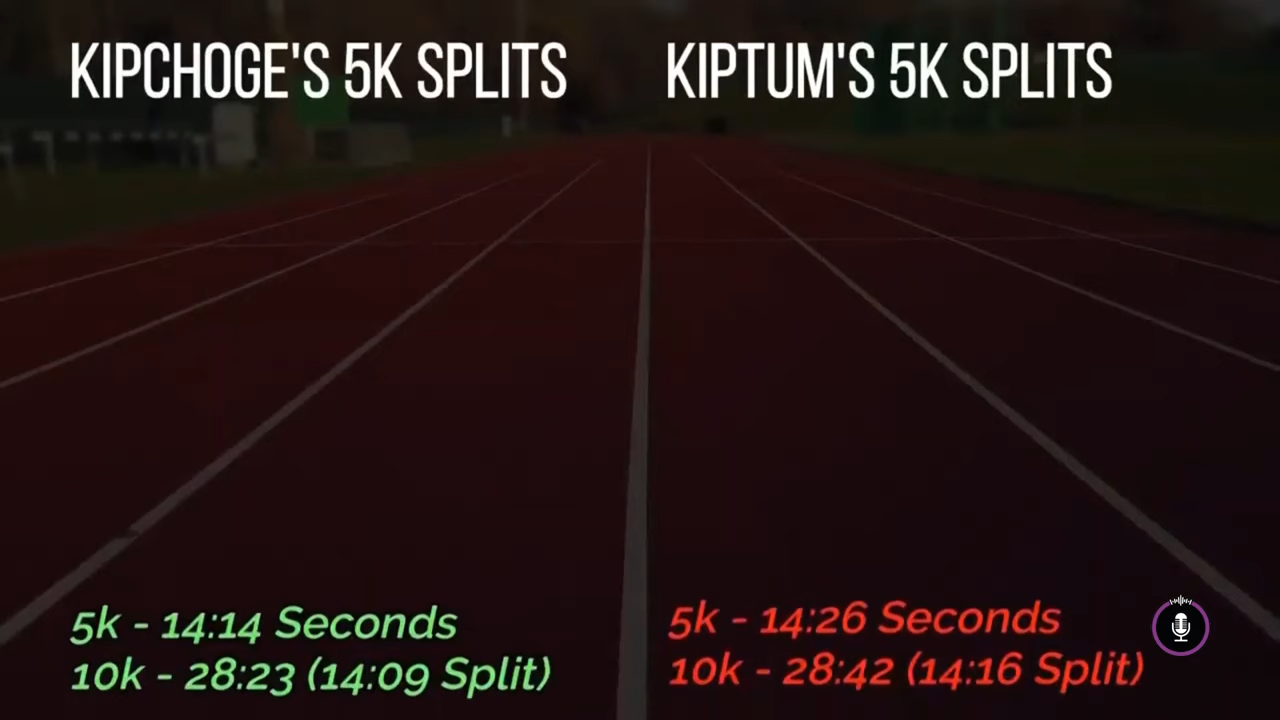 KIPCHOGE'S 5K SPLITS
KIPTUM'S 5K SPLITS
5k - 14:14 Seconds
10k - 28:23 (14:09 Split)
5k - 14:26 Seconds
10k - 28:42 (14:16 Split)